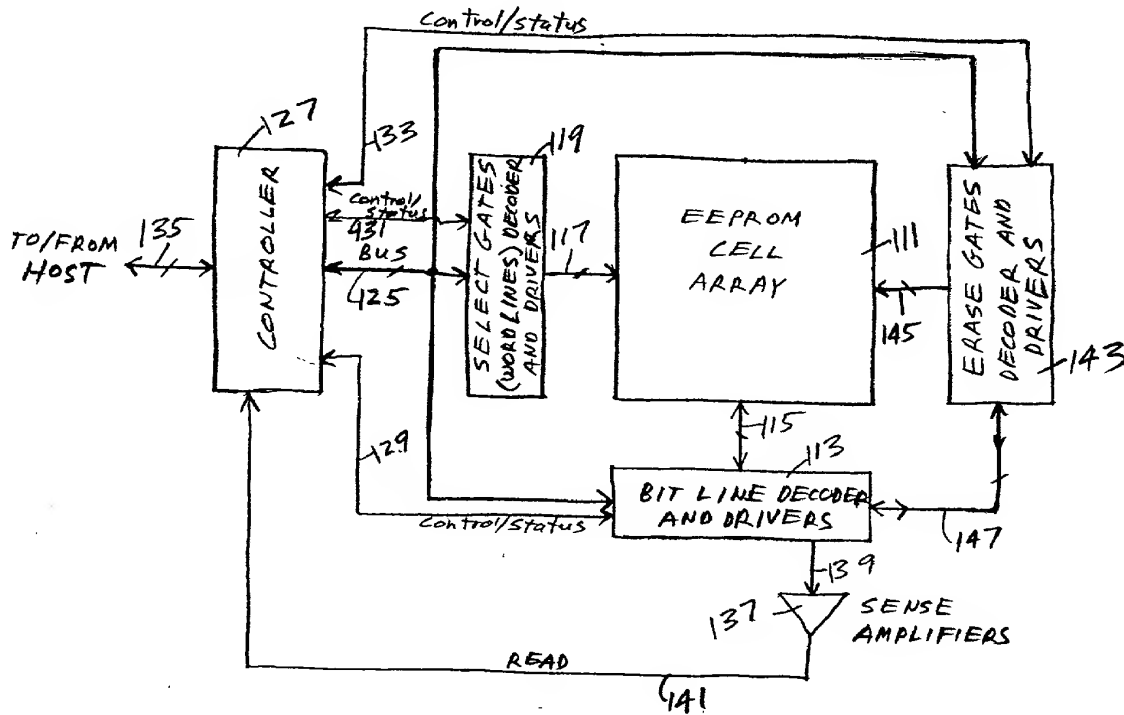 Control/status
127
133
119
CONTROLLER
Control/
status
431
BUS
425
TO/FROM
HOST
135
SELECT GATES
(WORD LINES) DECODER
AND DRIVERS
117
EEPROM
CELL
ARRAY
111
145
ERASE GATES
DECODER AND
DRIVERS
143
115
129
113
BIT LINE DECODER
AND DRIVERS
Control/status
147
139
137
SENSE
AMPLIFIERS
READ
141